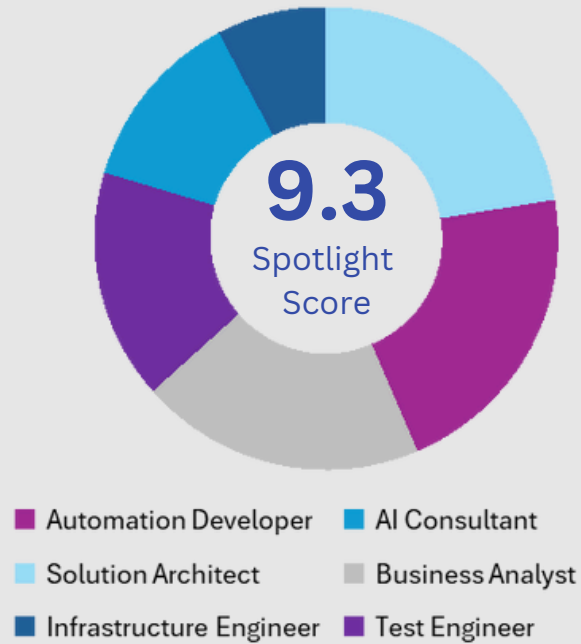 9.3
Spotlight
Score
Automation Developer
AI Consultant
Solution Architect
Business Analyst
Infrastructure Engineer
Test Engineer